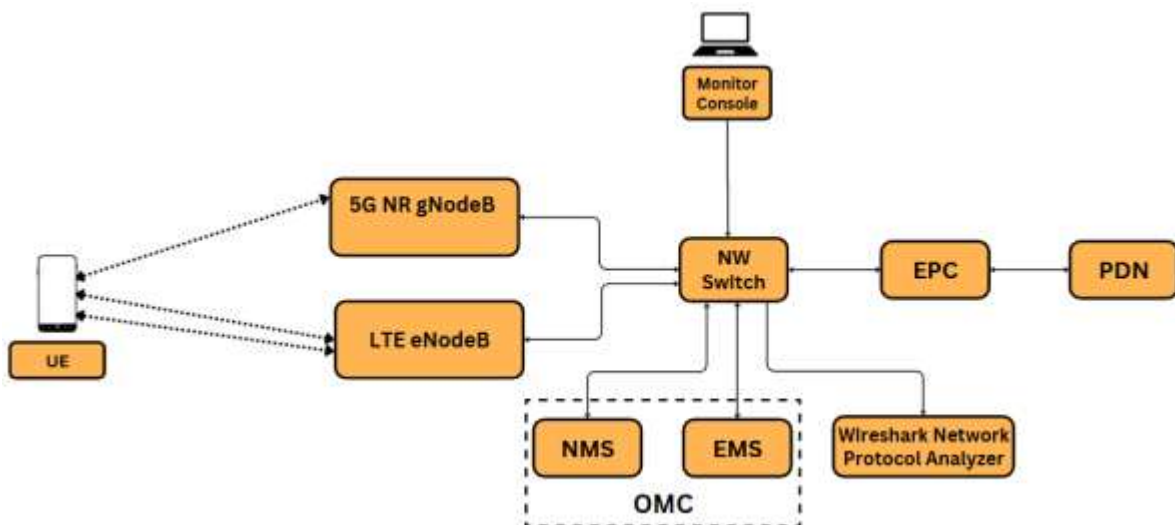 Monitor
Console
5G NR gNodeB
NW
Switch
EPC
PDN
LTE eNodeB
UE
NMS
EMS
Wireshark Network
Protocol Analyzer
OMC